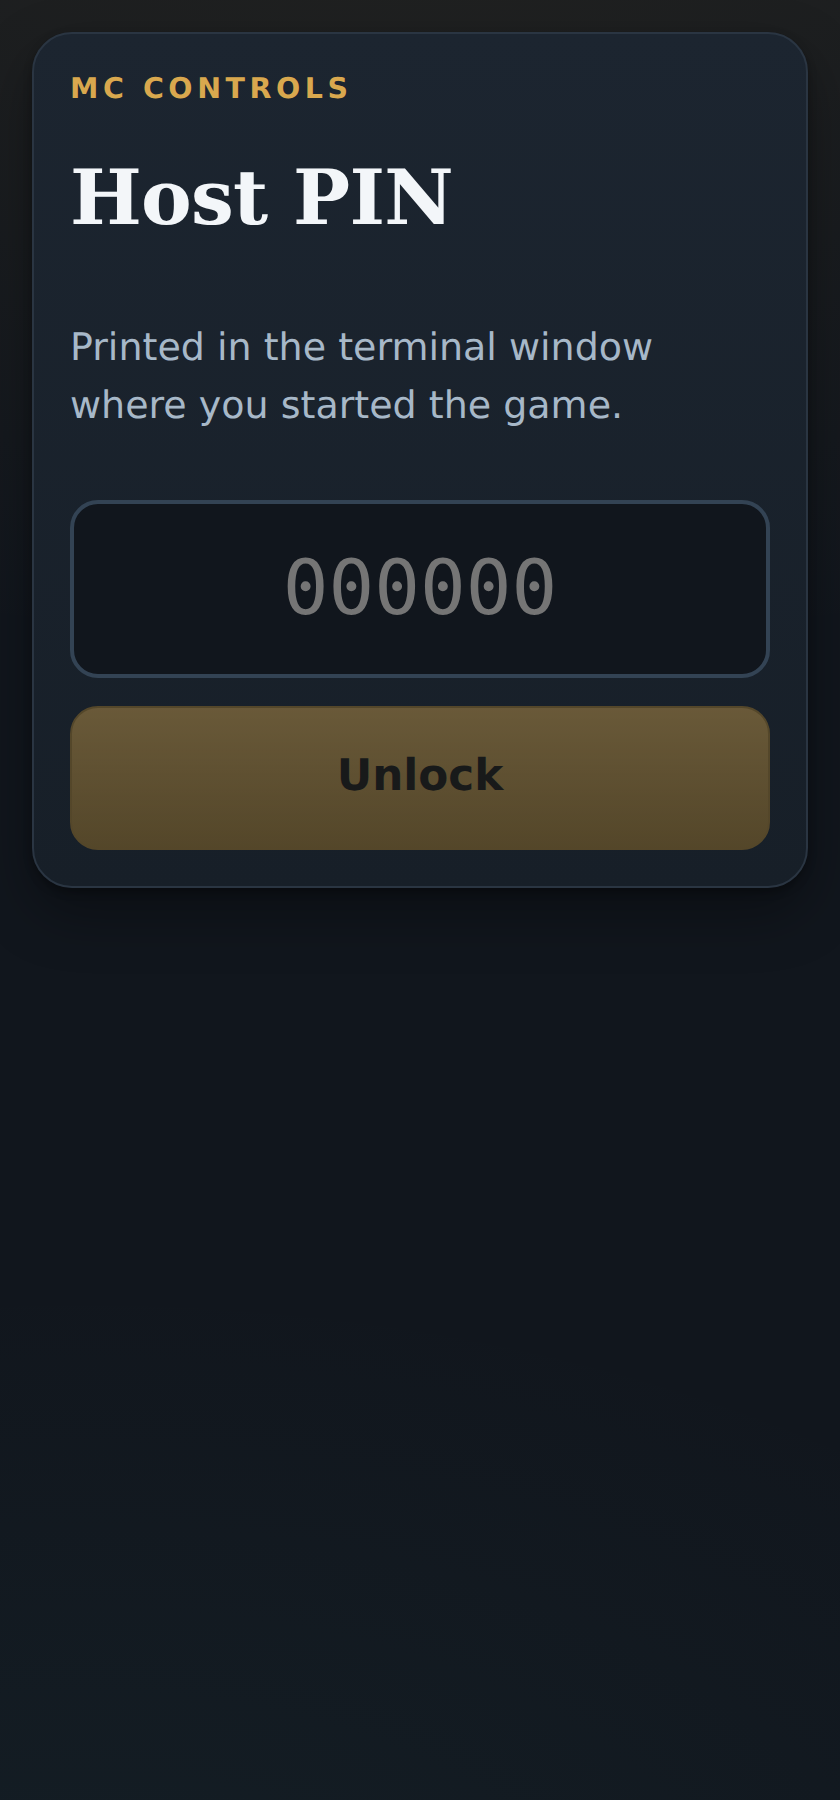 MC CONTROLS
Host PIN
Printed in the terminal window
where you started the game.
000000
Unlock